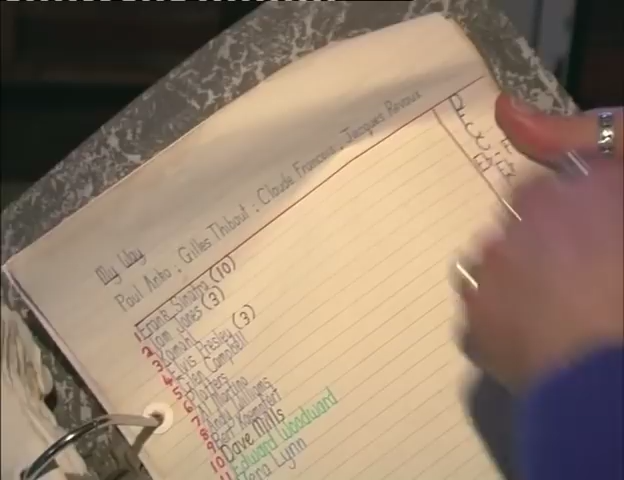 My Way
Paul Anka : Gilles Thibaut : Claude Francois : Jacques Revaux
1 Frank Sinatra (10)
2 Tom Jones (3)
3
4 Elvis Presley (3)
5 Glen Campbell
6 Platters
7 Al Martino
8 Andy Williams
9 Bert Kaempfert
10 Dave Mills
11 Edward Woodward
Vera Lynn